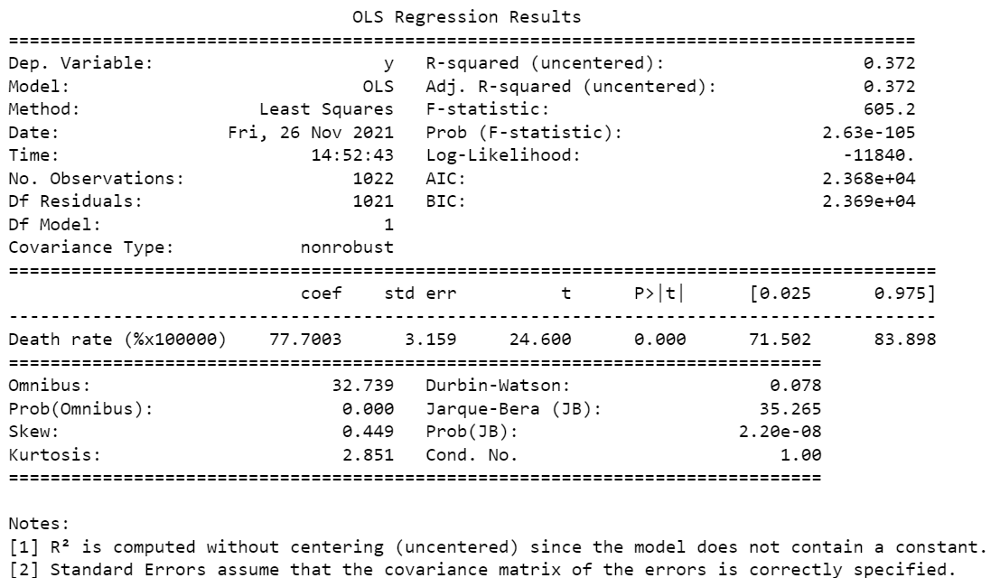 OLS Regression Results
=======================================================================================
Dep. Variable: y R-squared (uncentered): 0.372
Model: OLS Adj. R-squared (uncentered): 0.372
Method: Least Squares F-statistic: 605.2
Date: Fri, 26 Nov 2021 Prob (F-statistic): 2.63e-105
Time: 14:52:43 Log-Likelihood: -11840.
No. Observations: 1022 AIC: 2.368e+04
Df Residuals: 1021 BIC: 2.369e+04
Df Model: 1
Covariance Type: nonrobust
=========================================================================================
coef std err t P>|t| [0.025 0.975]
-----------------------------------------------------------------------------------------
Death rate (%x100000) 77.7003 3.159 24.600 0.000 71.502 83.898
==============================================================================
Omnibus: 32.739 Durbin-Watson: 0.078
Prob(Omnibus): 0.000 Jarque-Bera (JB): 35.265
Skew: 0.449 Prob(JB): 2.20e-08
Kurtosis: 2.851 Cond. No. 1.00
==============================================================================
Notes:
[1] R² is computed without centering (uncentered) since the model does not contain a constant.
[2] Standard Errors assume that the covariance matrix of the errors is correctly specified.